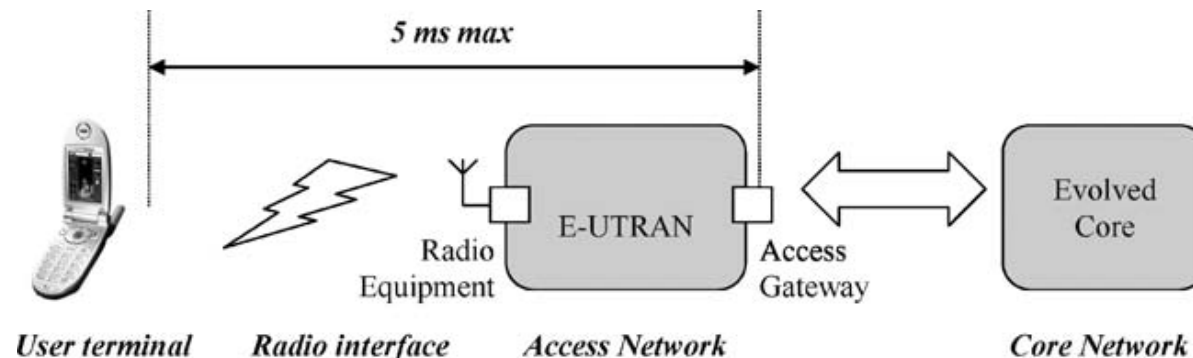 5 ms max
E-UTRAN
Evolved
Core
Radio
Equipment
Access
Gateway
User terminal
Radio interface
Access Network
Core Network